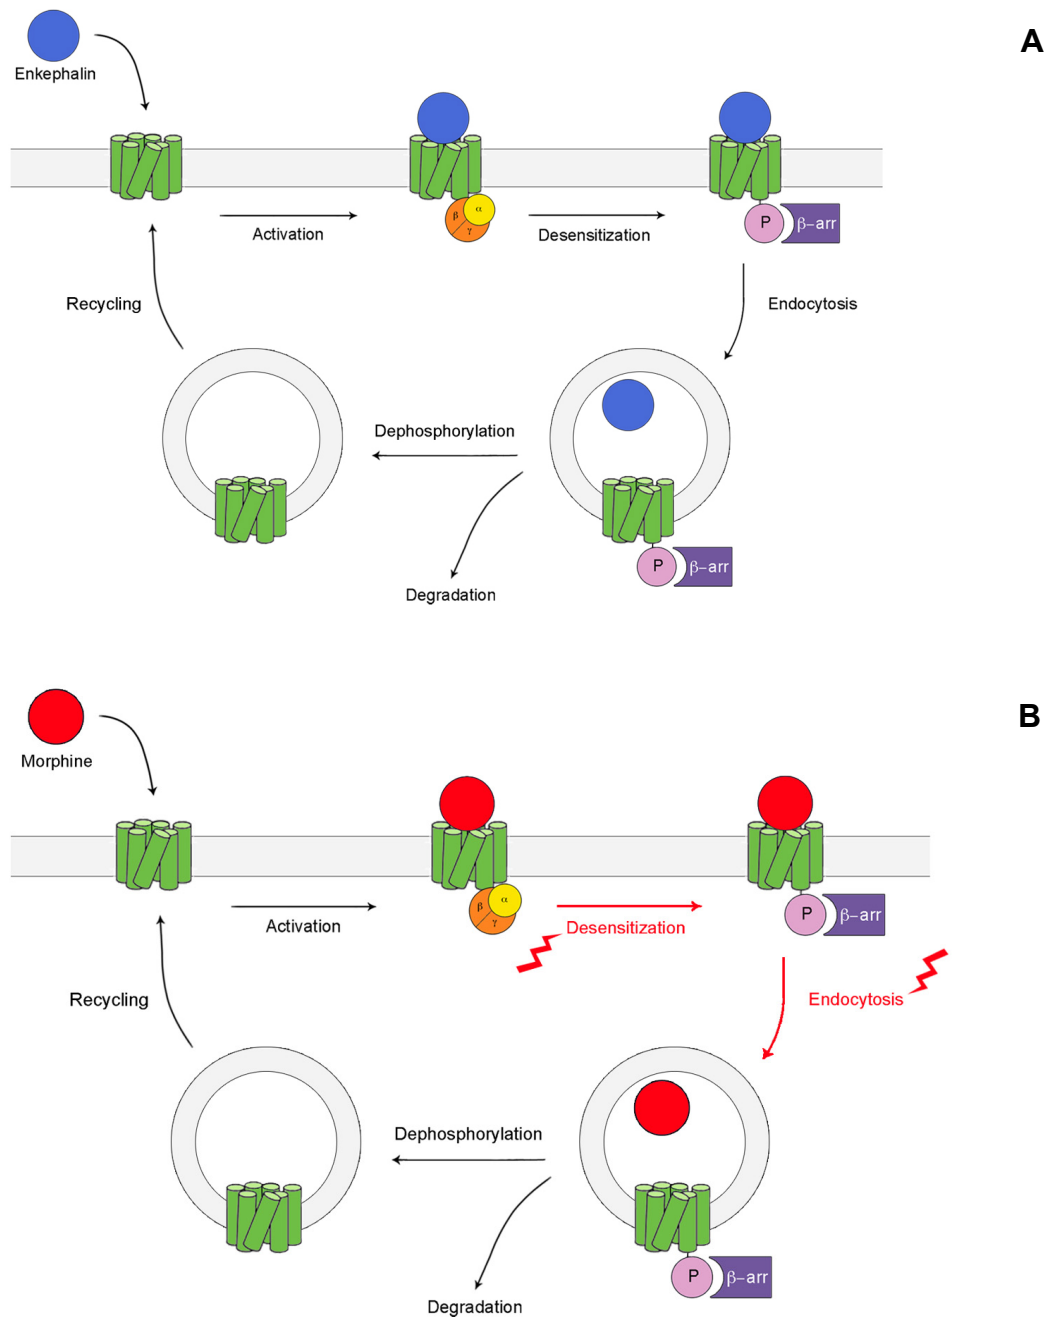 A
Enkephalin
α
β
γ
P
β-arr
Activation
Desensitization
Recycling
Endocytosis
Dephosphorylation
P
β-arr
Degradation
B
Morphine
α
β
γ
P
β-arr
Activation
Desensitization
Recycling
Endocytosis
Dephosphorylation
P
β-arr
Degradation